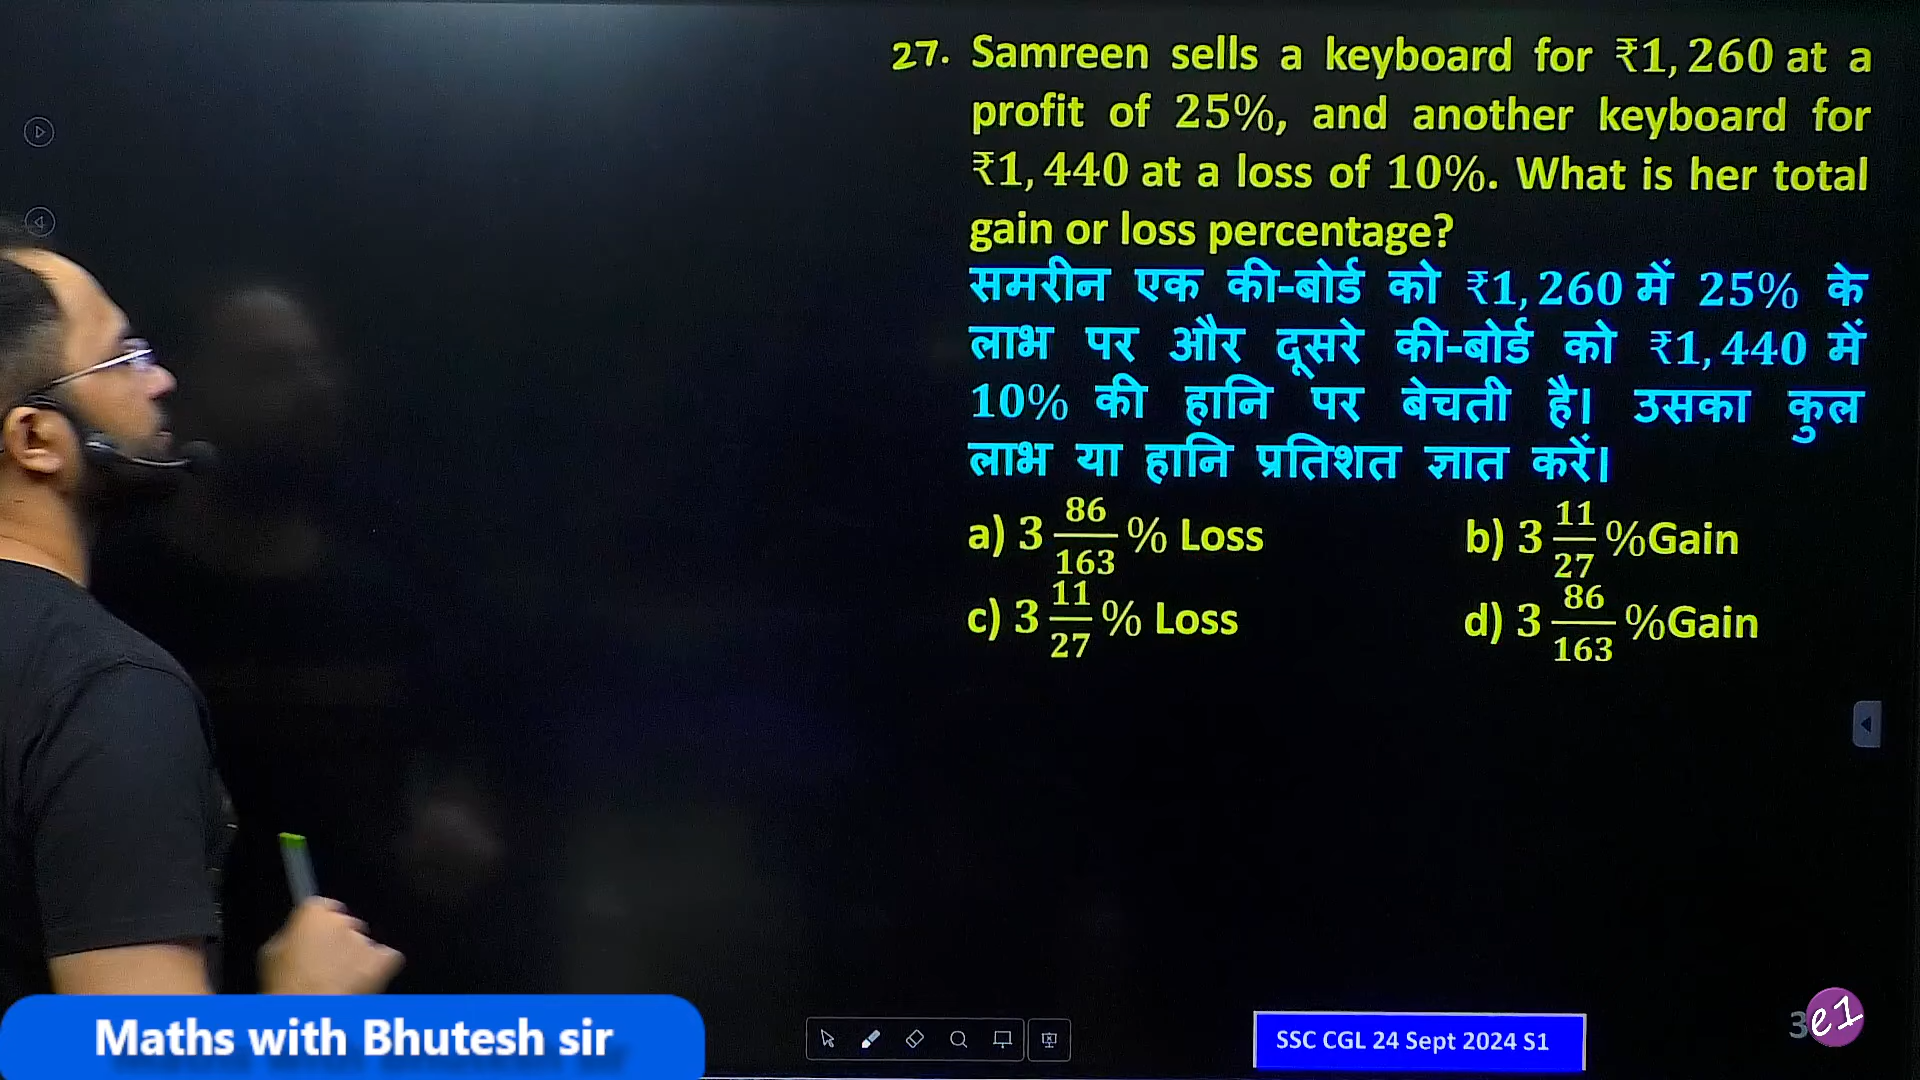 27. Samreen sells a keyboard for ₹1,260 at a
profit of 25%, and another keyboard for
₹1,440 at a loss of 10%. What is her total
gain or loss percentage?
समरीन एक की-बोर्ड को ₹1,260 में 25% के
लाभ पर और दूसरे की-बोर्ड को ₹1,440 में
10% की हानि पर बेचती है। उसका कुल
लाभ या हानि प्रतिशत ज्ञात करें।
a) 3 86/163 % Loss b) 3 11/27 %Gain
c) 3 11/27 % Loss d) 3 86/163 %Gain
Maths with Bhutesh sir
SSC CGL 24 Sept 2024 S1
3
e1